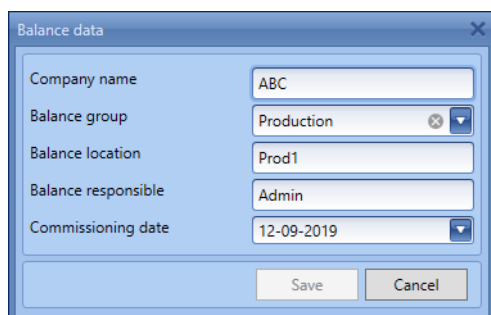 Balance data
Company name ABC
Balance group Production
Balance location Prod1
Balance responsible Admin
Commissioning date 12-09-2019
Save Cancel